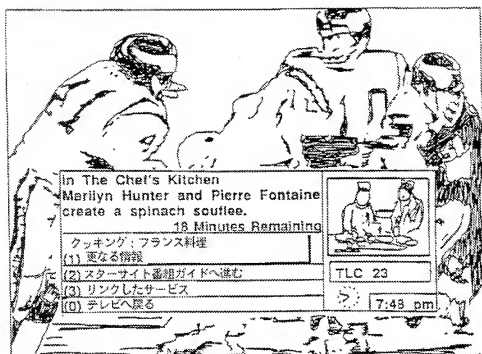 In The Chef's Kitchen
Marilyn Hunter and Pierre Fontaine
create a spinach souflee.
18 Minutes Remaining
クッキング：フランス料理
(1) 更なる情報
(2) スターサイト番組ガイドへ進む
(3) リンクしたサービス
(0) テレビへ戻る
TLC 23
7:48 pm